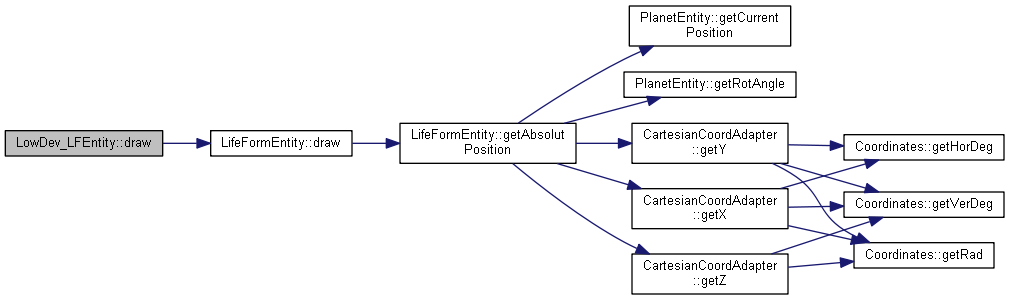 PlanetEntity::getCurrent
Position
PlanetEntity::getRotAngle
LowDev_LFEntity::draw
LifeFormEntity::draw
LifeFormEntity::getAbsolut
Position
CartesianCoordAdapter
::getY
CartesianCoordAdapter
::getX
CartesianCoordAdapter
::getZ
Coordinates::getHorDeg
Coordinates::getVerDeg
Coordinates::getRad